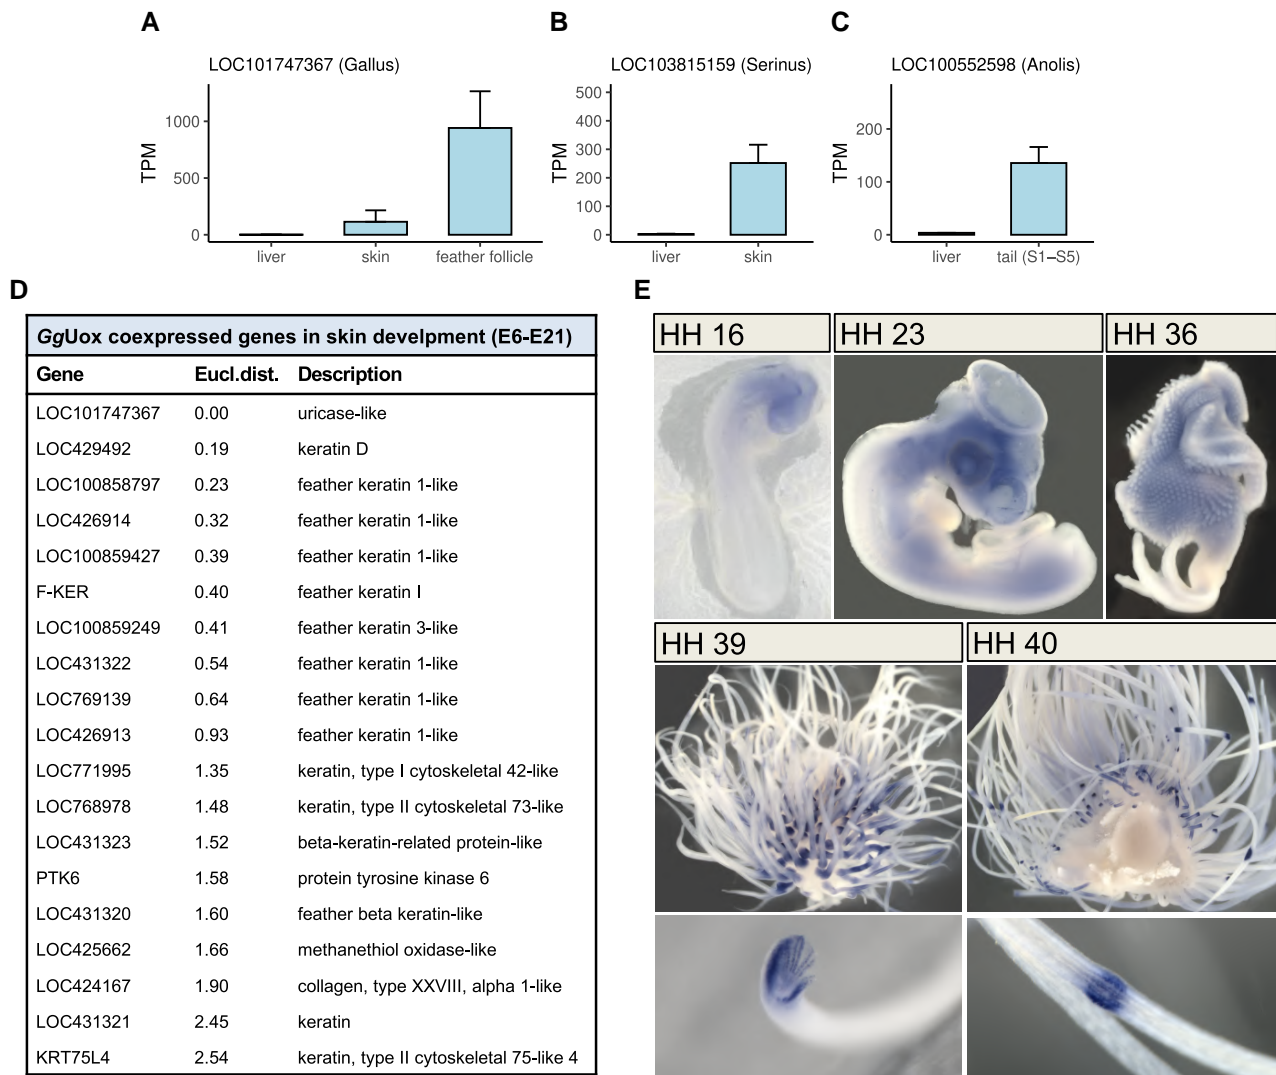 A
B
C
LOC101747367 (Gallus)
LOC103815159 (Serinus)
LOC100552598 (Anolis)
TPM
1000
500
0
liver
skin
feather follicle
TPM
500
400
300
200
100
0
liver
skin
TPM
200
100
0
liver
tail (S1–S5)
D
GgUox coexpressed genes in skin develpment (E6-E21)
Gene Eucl.dist. Description
LOC101747367 0.00 uricase-like
LOC429492 0.19 keratin D
LOC100858797 0.23 feather keratin 1-like
LOC426914 0.32 feather keratin 1-like
LOC100859427 0.39 feather keratin 1-like
F-KER 0.40 feather keratin I
LOC100859249 0.41 feather keratin 3-like
LOC431322 0.54 feather keratin 1-like
LOC769139 0.64 feather keratin 1-like
LOC426913 0.93 feather keratin 1-like
LOC771995 1.35 keratin, type I cytoskeletal 42-like
LOC768978 1.48 keratin, type II cytoskeletal 73-like
LOC431323 1.52 beta-keratin-related protein-like
PTK6 1.58 protein tyrosine kinase 6
LOC431320 1.60 feather beta keratin-like
LOC425662 1.66 methanethiol oxidase-like
LOC424167 1.90 collagen, type XXVIII, alpha 1-like
LOC431321 2.45 keratin
KRT75L4 2.54 keratin, type II cytoskeletal 75-like 4
E
HH 16
HH 23
HH 36
HH 39
HH 40